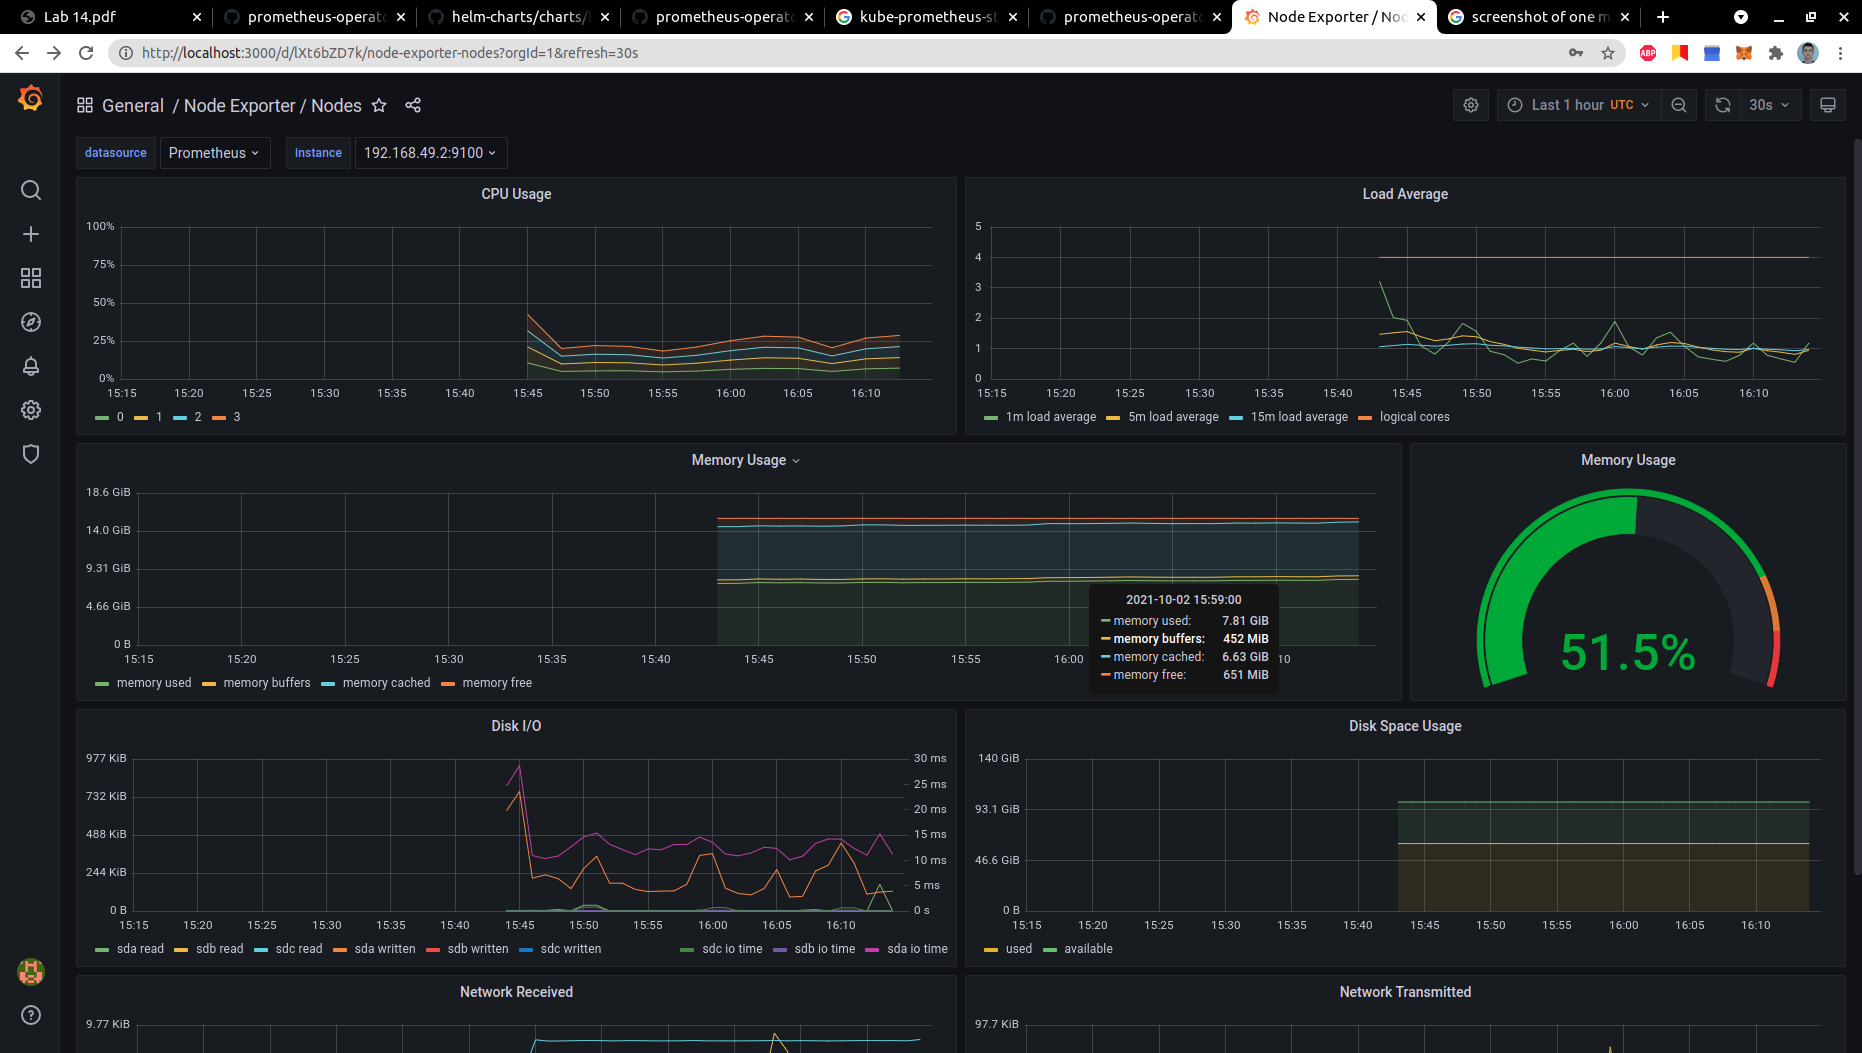 Lab 14.pdf
prometheus-operato
helm-charts/charts/
prometheus-operato
kube-prometheus-st
prometheus-operato
Node Exporter / Nod
screenshot of one m
http://localhost:3000/d/lXt6bZD7k/node-exporter-nodes?orgId=1&refresh=30s
ABP
General / Node Exporter / Nodes
Last 1 hour UTC
30s
datasource Prometheus instance 192.168.49.2:9100
CPU Usage
100%
75%
50%
25%
0%
15:15 15:20 15:25 15:30 15:35 15:40 15:45 15:50 15:55 16:00 16:05 16:10
0 1 2 3
Load Average
5
4
3
2
1
0
15:15 15:20 15:25 15:30 15:35 15:40 15:45 15:50 15:55 16:00 16:05 16:10
1m load average 5m load average 15m load average logical cores
Memory Usage
18.6 GiB
14.0 GiB
9.31 GiB
4.66 GiB
0 B
15:15 15:20 15:25 15:30 15:35 15:40 15:45 15:50 15:55 16:00 :10
2021-10-02 15:59:00
memory used: 7.81 GiB
memory buffers: 452 MiB
memory cached: 6.63 GiB
memory free: 651 MiB
memory used memory buffers memory cached memory free
Memory Usage
51.5%
Disk I/O
977 KiB
732 KiB
488 KiB
244 KiB
0 B
30 ms
25 ms
20 ms
15 ms
10 ms
5 ms
0 s
15:15 15:20 15:25 15:30 15:35 15:40 15:45 15:50 15:55 16:00 16:05 16:10
sda read sdb read sdc read sda written sdb written sdc written sdc io time sdb io time sda io time
Disk Space Usage
140 GiB
93.1 GiB
46.6 GiB
0 B
15:15 15:20 15:25 15:30 15:35 15:40 15:45 15:50 15:55 16:00 16:05 16:10
used available
Network Received
9.77 KiB
Network Transmitted
97.7 KiB